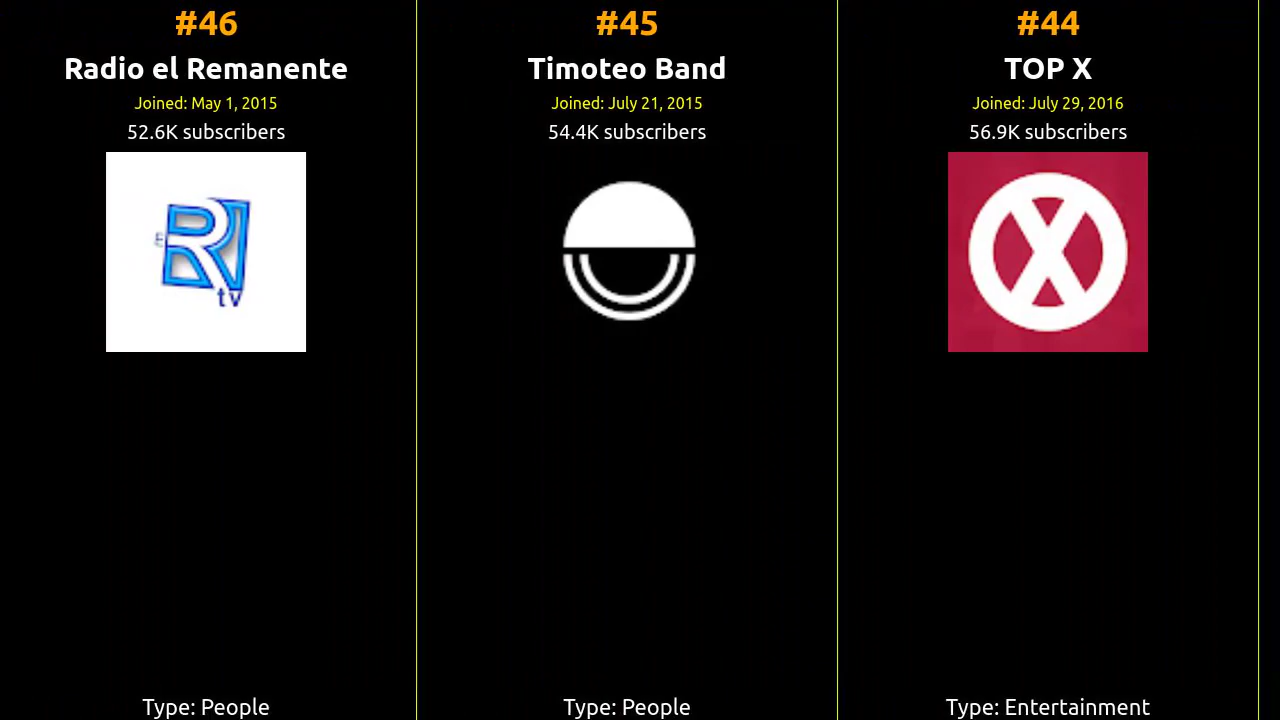 #46
Radio el Remanente
Joined: May 1, 2015
52.6K subscribers
E
R
tv
Type: People
#45
Timoteo Band
Joined: July 21, 2015
54.4K subscribers
Type: People
#44
TOP X
Joined: July 29, 2016
56.9K subscribers
X
Type: Entertainment